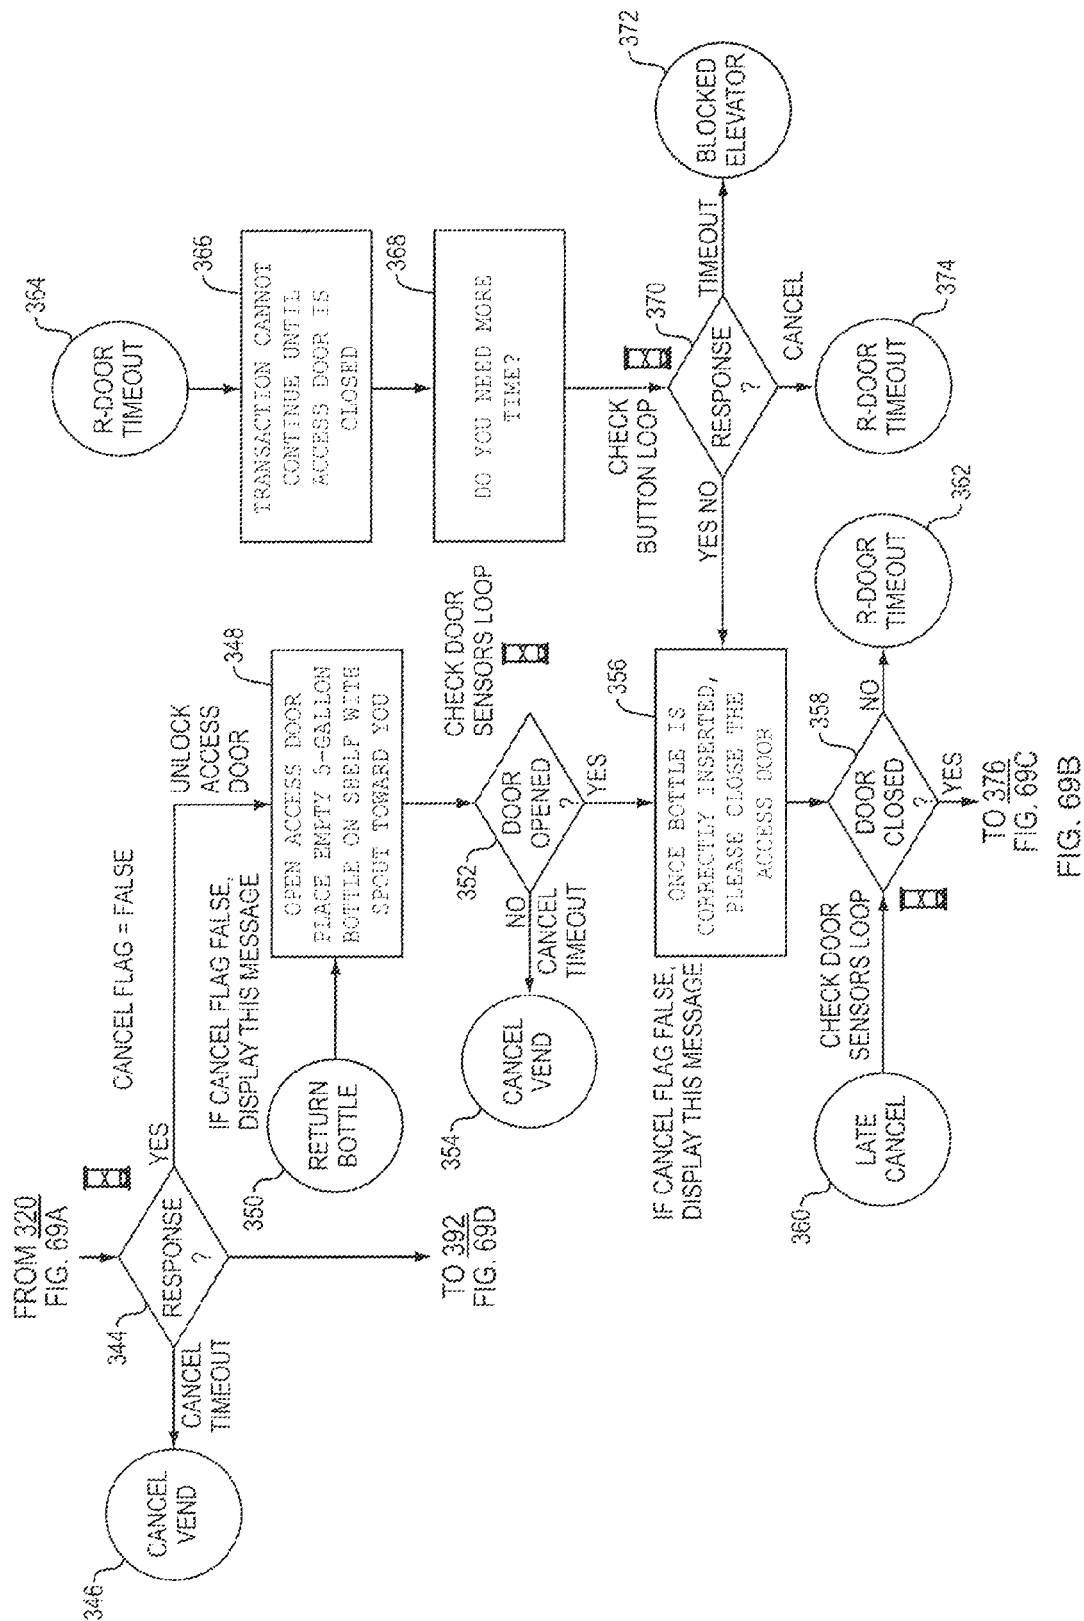 FROM 320
FIG. 69A
344
RESPONSE
?
CANCEL
TIMEOUT
346
CANCEL
VEND
YES
CANCEL FLAG = FALSE
UNLOCK
ACCESS
DOOR
TO 392
FIG. 69D
IF CANCEL FLAG FALSE,
DISPLAY THIS MESSAGE
348
OPEN ACCESS DOOR
PLACE EMPTY 5-GALLON
BOTTLE ON SHELF WITH
SPOUT TOWARD YOU
350
RETURN
BOTTLE
CHECK DOOR
SENSORS LOOP
352
DOOR
OPENED
?
NO
CANCEL
TIMEOUT
354
CANCEL
VEND
YES
IF CANCEL FLAG FALSE,
DISPLAY THIS MESSAGE
356
ONCE BOTTLE IS
CORRECTLY INSERTED,
PLEASE CLOSE THE
ACCESS DOOR
CHECK DOOR
SENSORS LOOP
358
DOOR
CLOSED
?
360
LATE
CANCEL
NO
362
R-DOOR
TIMEOUT
YES
TO 376
FIG. 69C
364
R-DOOR
TIMEOUT
366
TRANSACTION CANNOT
CONTINUE UNTIL
ACCESS DOOR IS
CLOSED
368
DO YOU NEED MORE
TIME?
CHECK
BUTTON LOOP
370
RESPONSE
?
YES NO
TIMEOUT
372
BLOCKED
ELEVATOR
CANCEL
374
R-DOOR
TIMEOUT
FIG. 69B